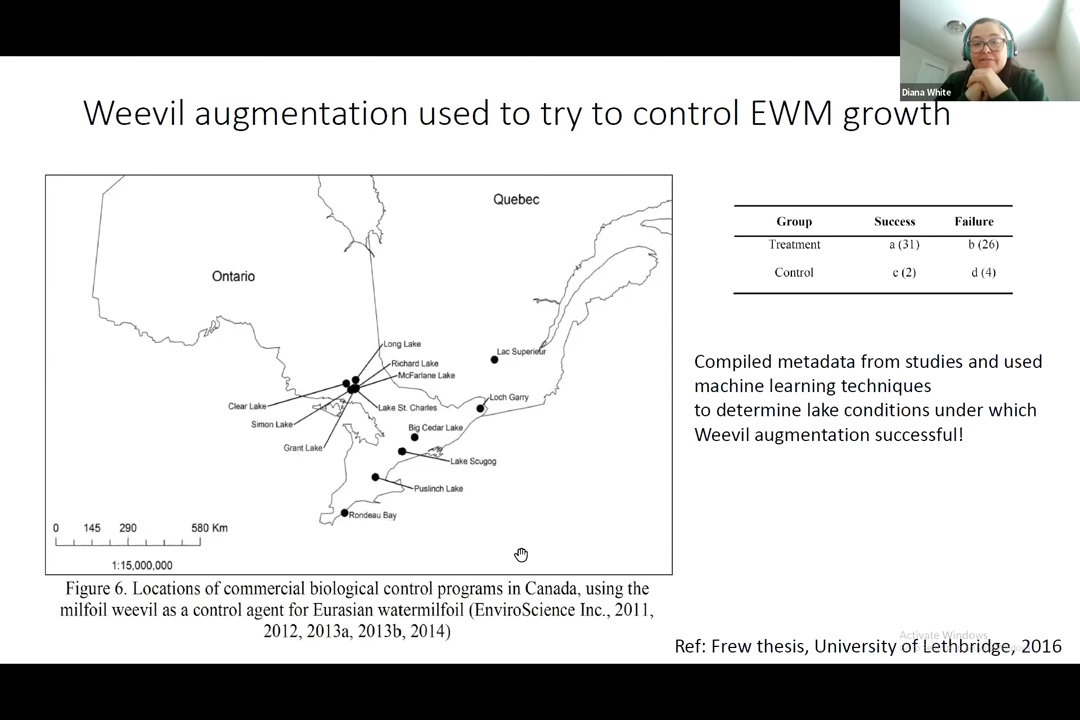 Diana White
Weevil augmentation used to try to control EWM growth
Quebec
Ontario
Long Lake
Richard Lake
McFarlane Lake
Lac Superieur
Clear Lake
Lake St. Charles
Loch Garry
Simon Lake
Big Cedar Lake
Grant Lake
Lake Scugog
Puslinch Lake
Rondeau Bay
0 145 290 580 Km
1:15,000,000
Figure 6. Locations of commercial biological control programs in Canada, using the
milfoil weevil as a control agent for Eurasian watermilfoil (EnviroScience Inc., 2011,
2012, 2013a, 2013b, 2014)
Group Success Failure
Treatment a (31) b (26)
Control c (2) d (4)
Compiled metadata from studies and used
machine learning techniques
to determine lake conditions under which
Weevil augmentation successful!
Activate Windows
Ref: Frew thesis, University of Lethbridge, 2016